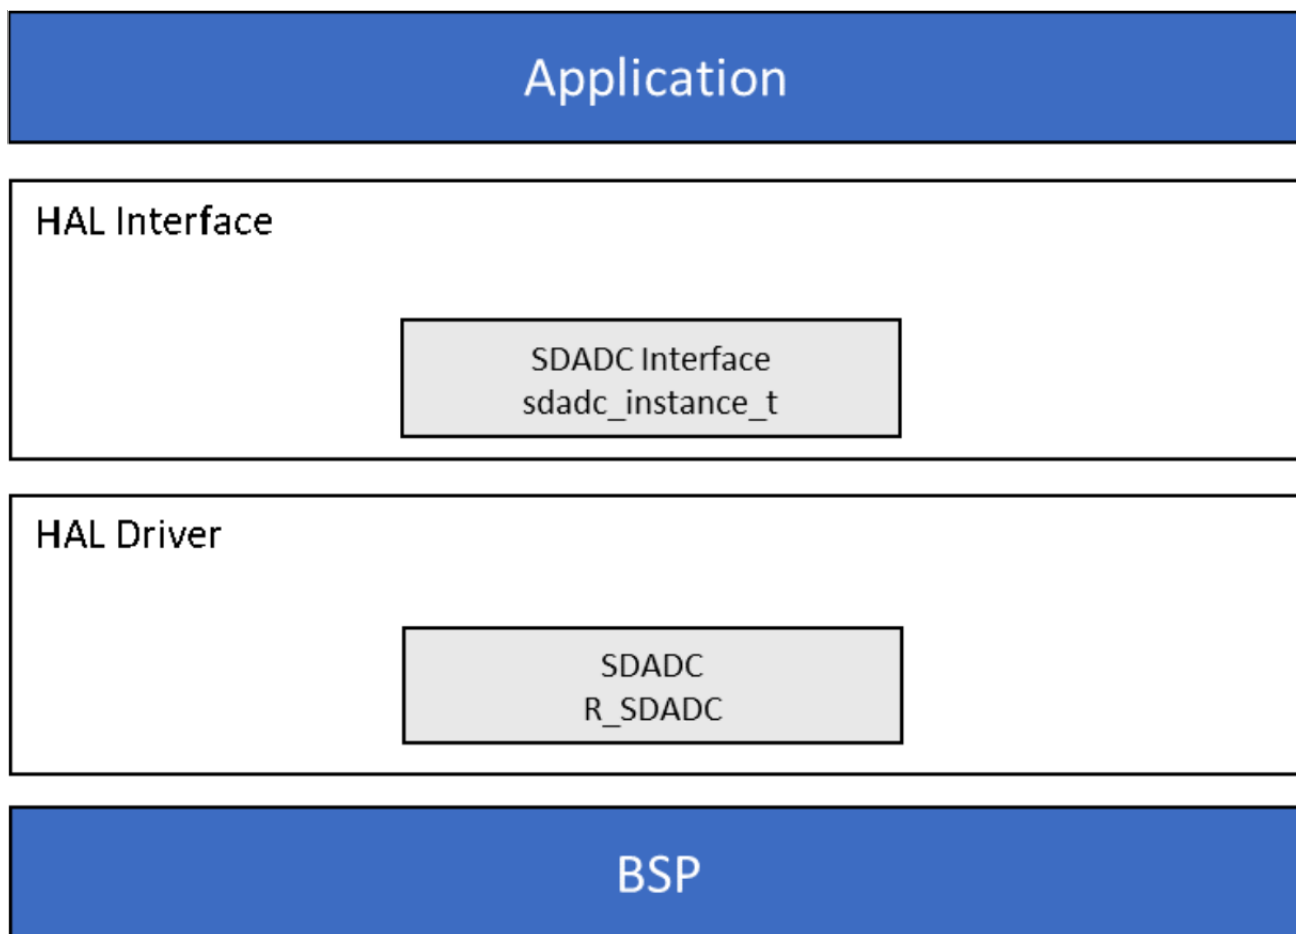 Application
HAL Interface
SDADC Interface
sdadc_instance_t
HAL Driver
SDADC
R_SDADC
BSP